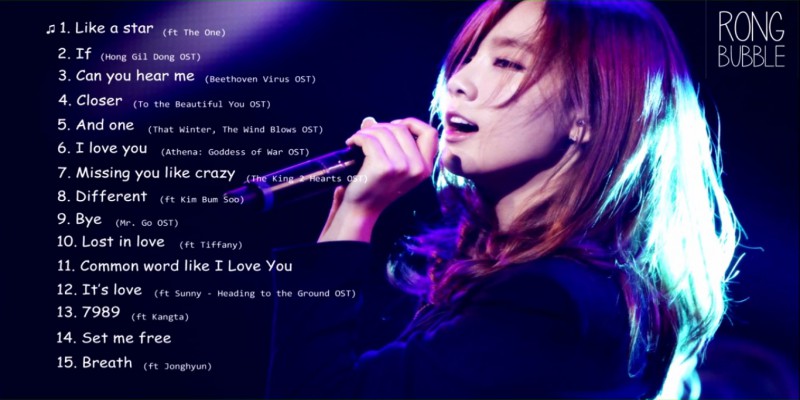 ♫ 1. Like a star (ft The One)
2. If (Hong Gil Dong OST)
3. Can you hear me (Beethoven Virus OST)
4. Closer (To the Beautiful You OST)
5. And one (That Winter, The Wind Blows OST)
6. I love you (Athena: Goddess of War OST)
7. Missing you like crazy (The King 2 Hearts OST)
8. Different (ft Kim Bum Soo)
9. Bye (Mr. Go OST)
10. Lost in love (ft Tiffany)
11. Common word like I Love You
12. It's love (ft Sunny - Heading to the Ground OST)
13. 7989 (ft Kangta)
14. Set me free
15. Breath (ft Jonghyun)
RONG
BUBBLE